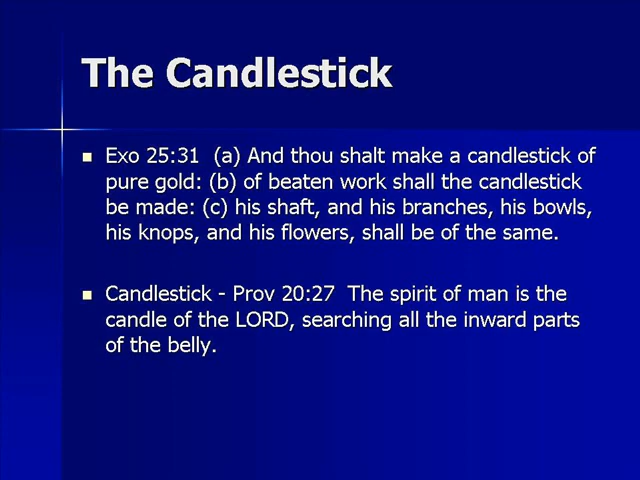 The Candlestick
Exo 25:31  (a) And thou shalt make a candlestick of
pure gold: (b) of beaten work shall the candlestick
be made: (c) his shaft, and his branches, his bowls,
his knops, and his flowers, shall be of the same.
Candlestick - Prov 20:27  The spirit of man is the
candle of the LORD, searching all the inward parts
of the belly.